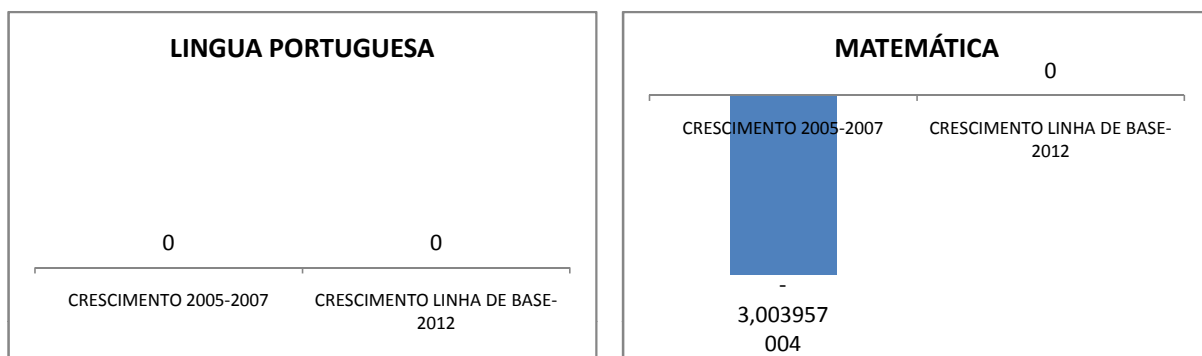 LINGUA PORTUGUESA
0
0
CRESCIMENTO 2005-2007
CRESCIMENTO LINHA DE BASE-
2012
MATEMÁTICA
0
CRESCIMENTO 2005-2007
CRESCIMENTO LINHA DE BASE-
2012
-
3,003957
004